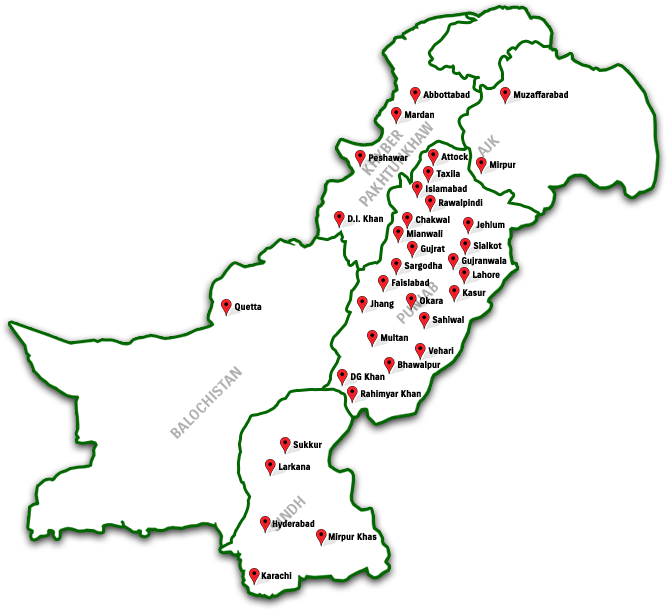 Abbottabad
Muzaffarabad
Mardan
KHYBER
PAKHTUNKHAW
AJK
Peshawar
Attock
Mirpur
Taxila
Islamabad
Rawalpindi
D.I. Khan
Chakwal
Jehlum
Mianwali
Gujrat
Sialkot
Sargodha
Gujranwala
Lahore
Faislabad
Kasur
Jhang
Okara
PUNJAB
Quetta
Sahiwal
Multan
Vehari
Bhawalpur
DG Khan
Rahimyar Khan
BALOCHISTAN
Sukkur
Larkana
SINDH
Hyderabad
Mirpur Khas
Karachi